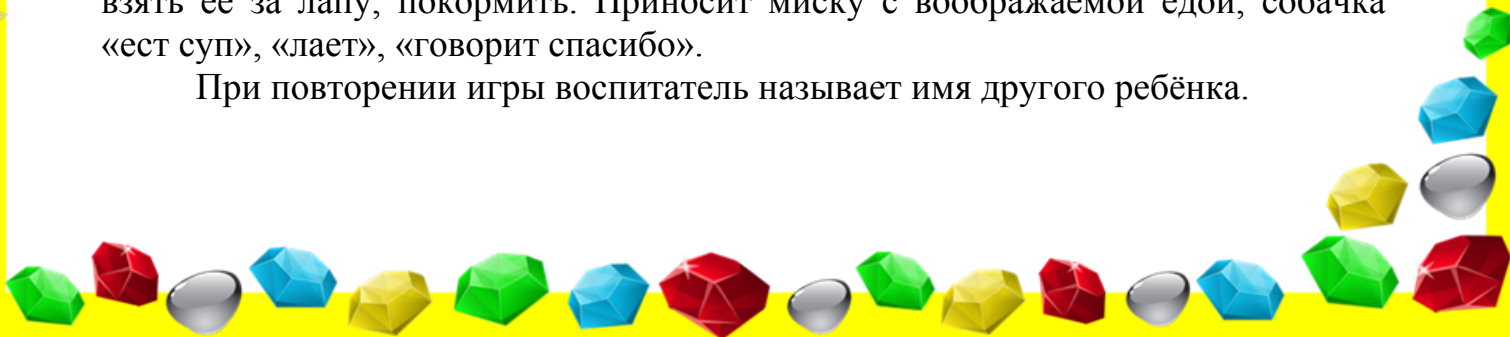 взять ее за лапу, покормить. Приносит миску с воображаемой едой, собачка
«ест суп», «лает», «говорит спасибо».
При повторении игры воспитатель называет имя другого ребёнка.